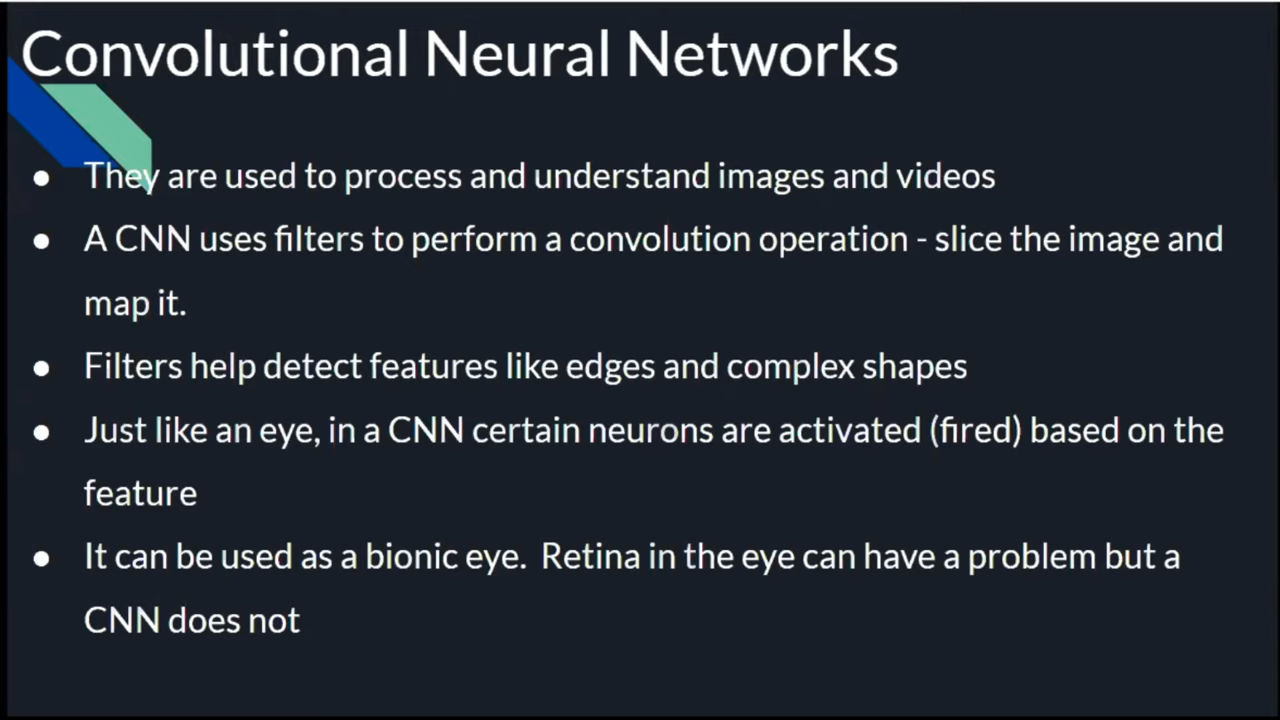 Convolutional Neural Networks
● They are used to process and understand images and videos
● A CNN uses filters to perform a convolution operation - slice the image and
map it.
● Filters help detect features like edges and complex shapes
● Just like an eye, in a CNN certain neurons are activated (fired) based on the
feature
● It can be used as a bionic eye.  Retina in the eye can have a problem but a
CNN does not